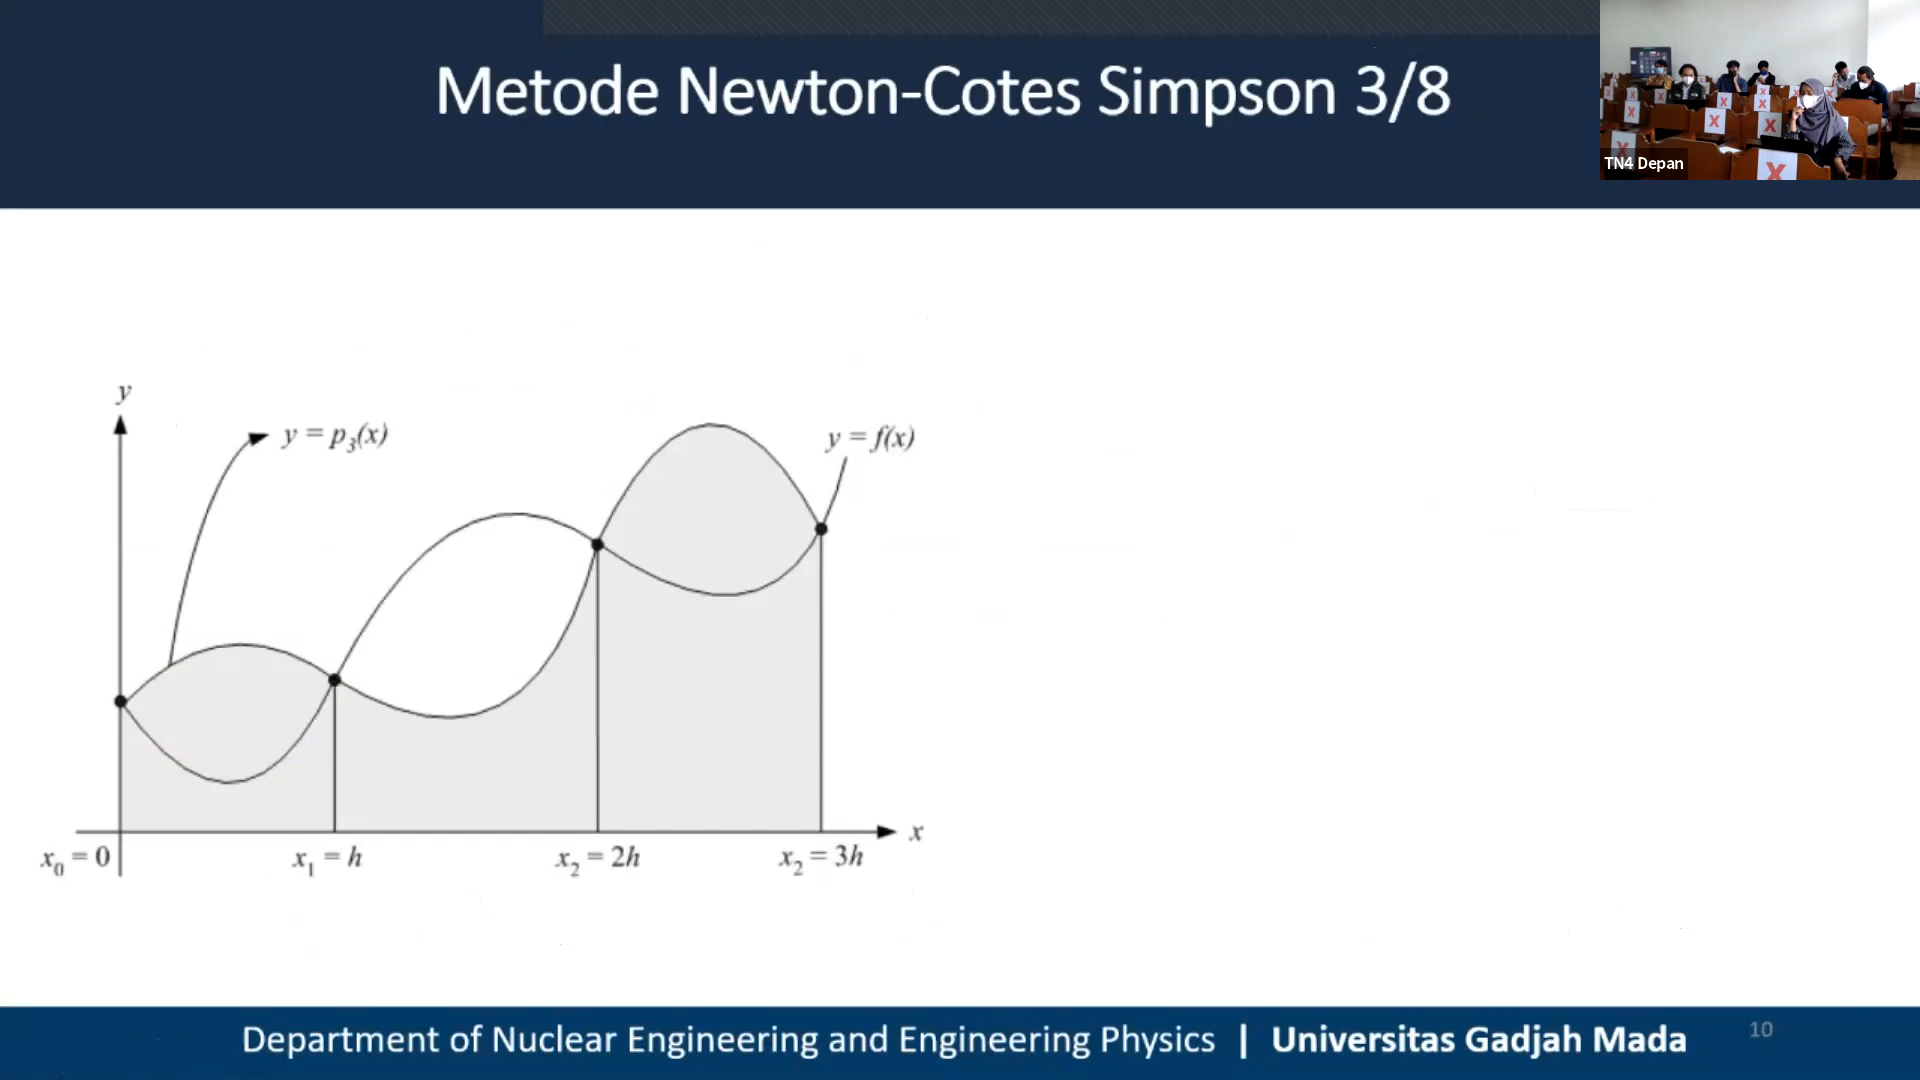 Metode Newton-Cotes Simpson 3/8
TN4 Depan
X
X
X
X
X
X
y
y = p₃(x)
y = f(x)
x
x₀ = 0
x₁ = h
x₂ = 2h
x₂ = 3h
Department of Nuclear Engineering and Engineering Physics | Universitas Gadjah Mada
10